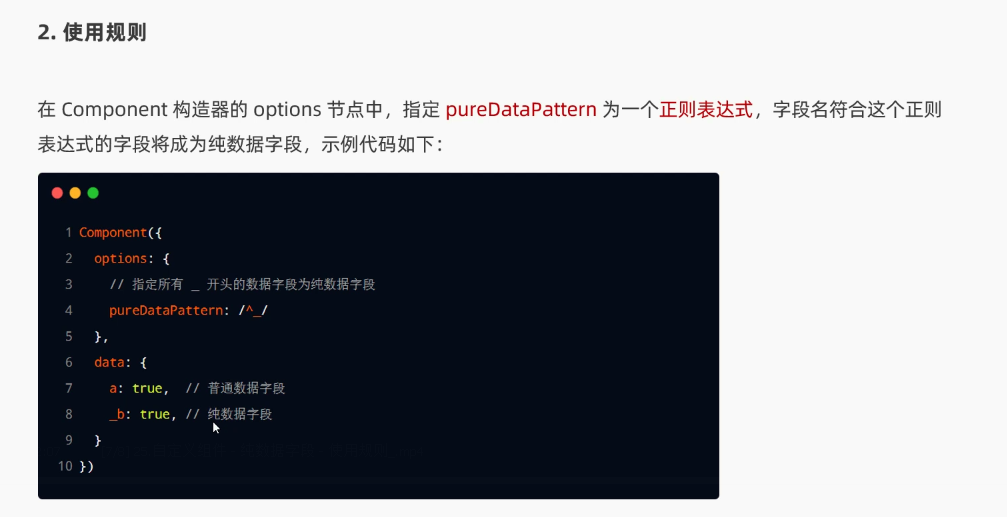 2. 使用规则
在 Component 构造器的 options 节点中，指定 pureDataPattern 为一个正则表达式，字段名符合这个正则
表达式的字段将成为纯数据字段，示例代码如下：
1 Component({
2   options: {
3     // 指定所有 _ 开头的数据字段为纯数据字段
4     pureDataPattern: /^_/
5   },
6   data: {
7     a: true,  // 普通数据字段
8     _b: true, // 纯数据字段
9   }
10 })